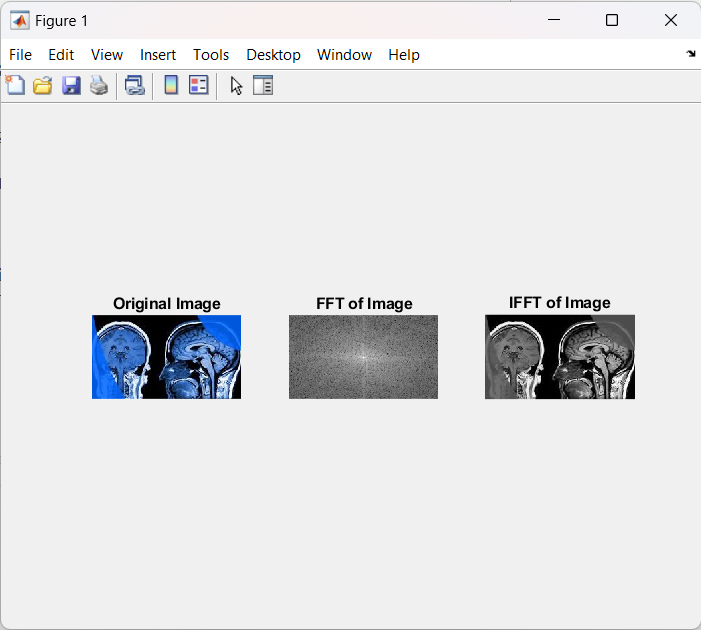 Figure 1
File Edit View Insert Tools Desktop Window Help
Original Image
FFT of Image
IFFT of Image